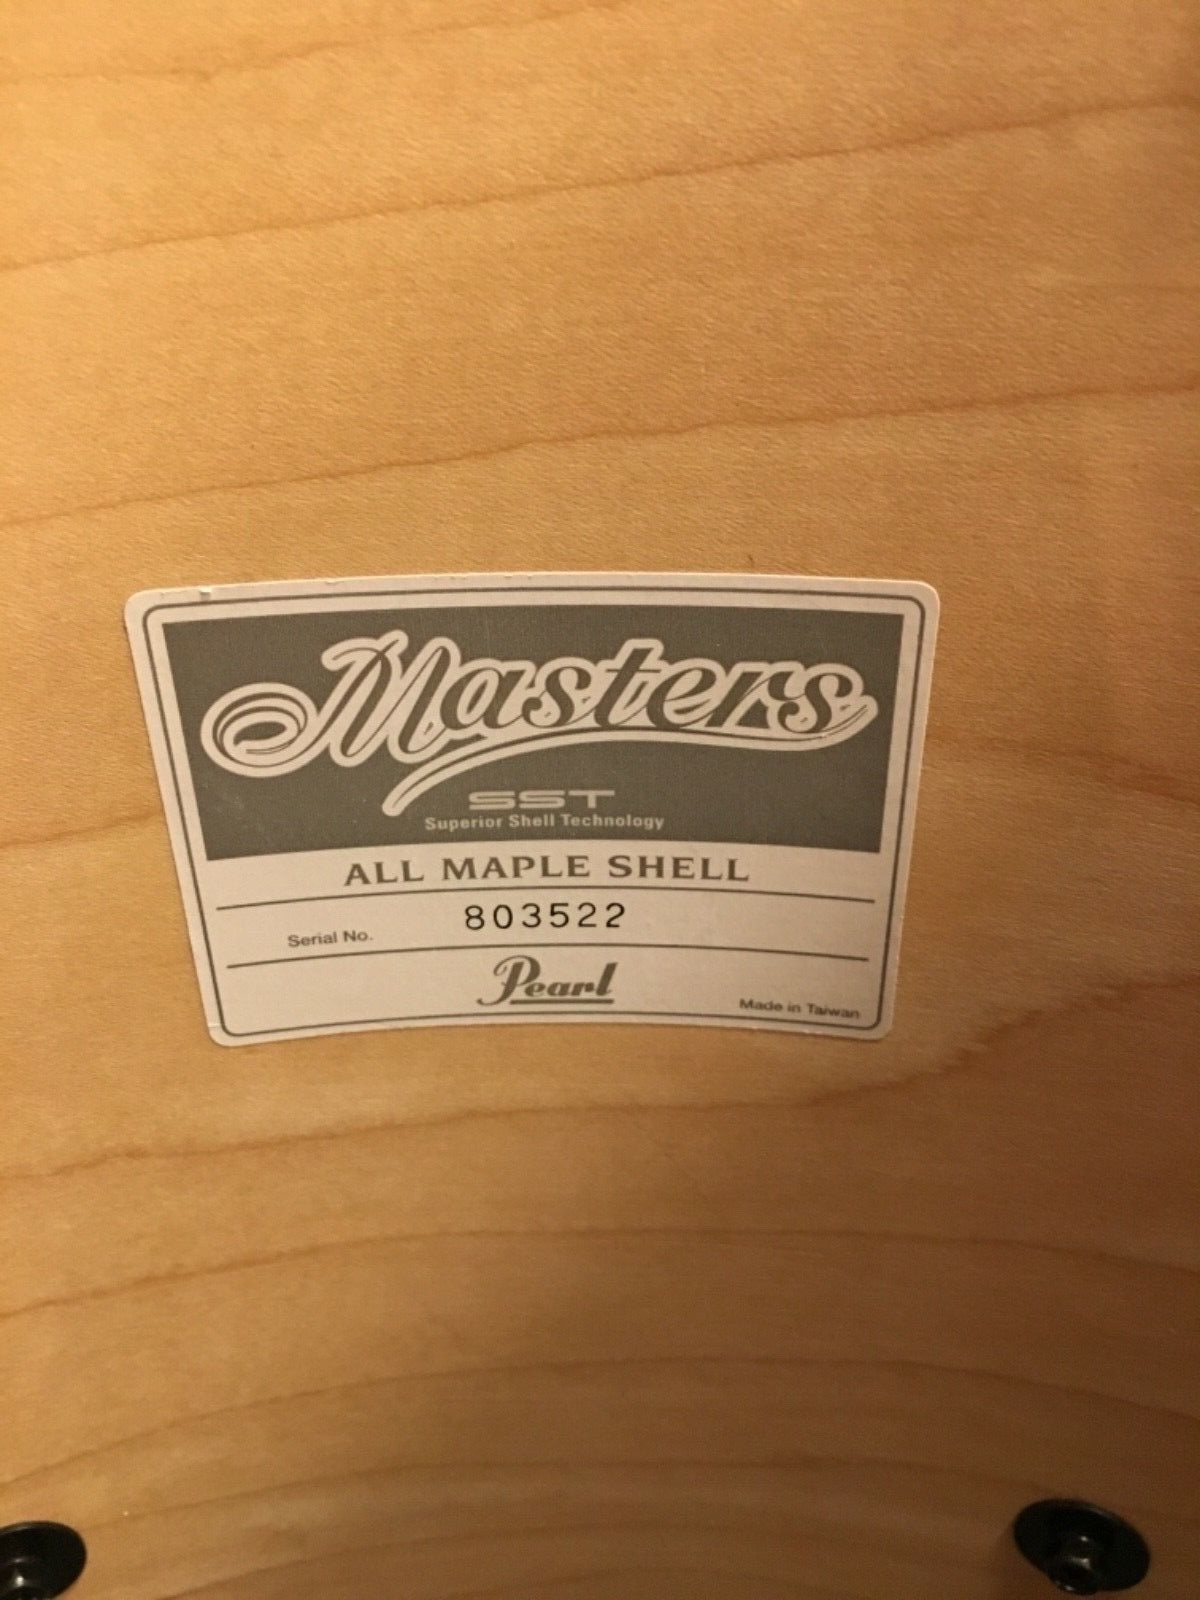 Masters
SST
Superior Shell Technology
ALL MAPLE SHELL
Serial No. 803522
Pearl
Made in Taiwan